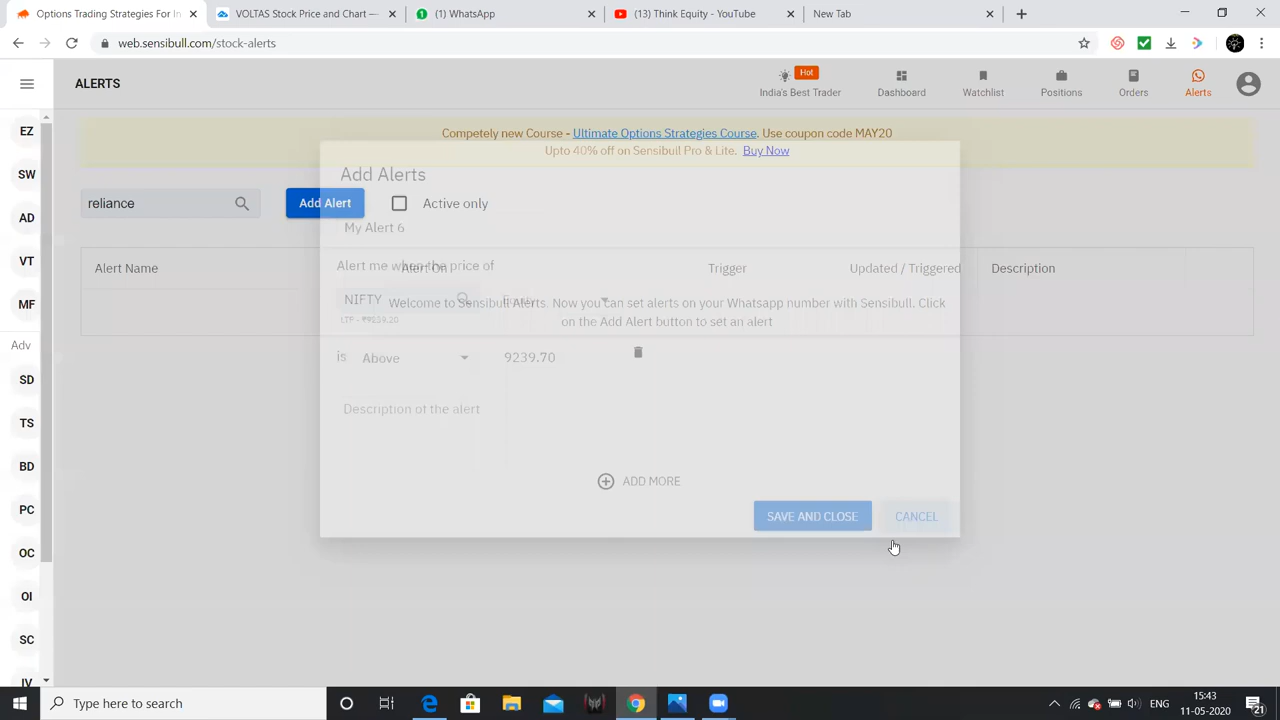 Options Trading Strategies For In
VOLTAS Stock Price and Chart —
(1) WhatsApp
(13) Think Equity - YouTube
New Tab
web.sensibull.com/stock-alerts
ALERTS
Hot
India's Best Trader
Dashboard
Watchlist
Positions
Orders
Alerts
Competely new Course - Ultimate Options Strategies Course. Use coupon code MAY20
Upto 40% off on Sensibull Pro & Lite. Buy Now
Add Alerts
reliance
Add Alert
Active only
My Alert 6
Alert me when the price of
Alert Name
Alert On
Trigger
Updated / Triggered
Description
NIFTY
LTP - ₹9239.20
Welcome to Sensibull Alerts. Now you can set alerts on your Whatsapp number with Sensibull. Click
on the Add Alert button to set an alert
is
Above
9239.70
Description of the alert
ADD MORE
SAVE AND CLOSE
CANCEL
EZ
SW
AD
VT
MF
Adv
SD
TS
BD
PC
OC
OI
SC
IV
Type here to search
ENG
15:43
11-05-2020
21